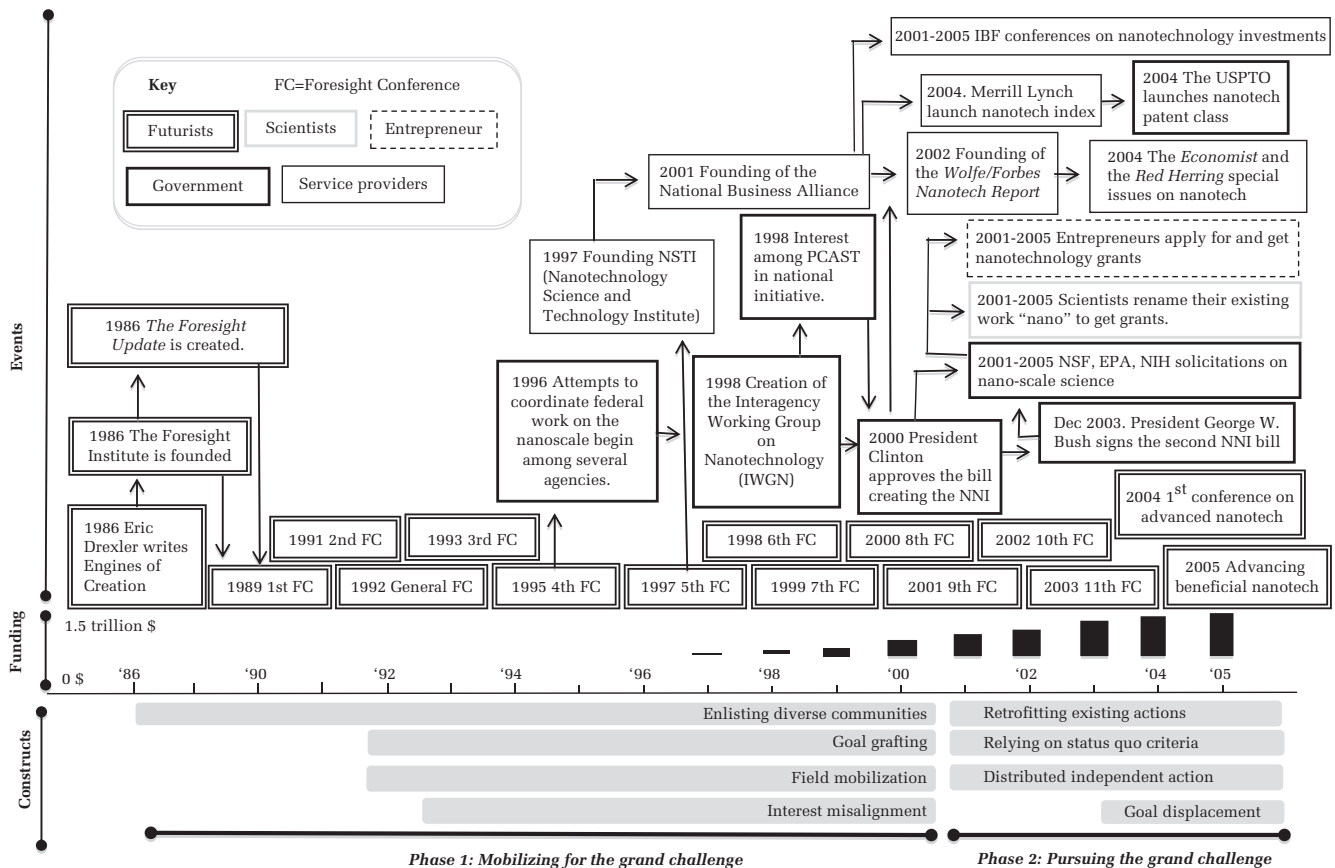 Events
Key
FC=Foresight Conference
Futurists
Scientists
Entrepreneur
Government
Service providers
2001-2005 IBF conferences on nanotechnology investments
2004. Merrill Lynch
launch nanotech index
2004 The USPTO
launches nanotech
patent class
2001 Founding of the
National Business Alliance
2002 Founding of
the Wolfe/Forbes
Nanotech Report
2004 The Economist and
the Red Herring special
issues on nanotech
1997 Founding NSTI
(Nanotechnology
Science and
Technology Institute)
1998 Interest
among PCAST
in national
initiative.
2001-2005 Entrepreneurs apply for and get
nanotechnology grants
2001-2005 Scientists rename their existing
work “nano” to get grants.
2001-2005 NSF, EPA, NIH solicitations on
nano-scale science
1986 The Foresight
Update is created.
1986 The Foresight
Institute is founded
1986 Eric
Drexler writes
Engines of
Creation
1996 Attempts to
coordinate federal
work on the
nanoscale begin
among several
agencies.
1998 Creation of
the Interagency
Working Group
on
Nanotechnology
(IWGN)
2000 President
Clinton
approves the bill
creating the NNI
Dec 2003. President George W.
Bush signs the second NNI bill
2004 1st conference on
advanced nanotech
1991 2nd FC
1993 3rd FC
1998 6th FC
2000 8th FC
2002 10th FC
1989 1st FC
1992 General FC
1995 4th FC
1997 5th FC
1999 7th FC
2001 9th FC
2003 11th FC
2005 Advancing
beneficial nanotech
Funding
1.5 trillion $
0 $
‘86
‘90
‘92
‘94
‘96
‘98
‘00
‘02
‘04
‘05
Constructs
Enlisting diverse communities
Retrofitting existing actions
Goal grafting
Relying on status quo criteria
Field mobilization
Distributed independent action
Interest misalignment
Goal displacement
Phase 1: Mobilizing for the grand challenge
Phase 2: Pursuing the grand challenge